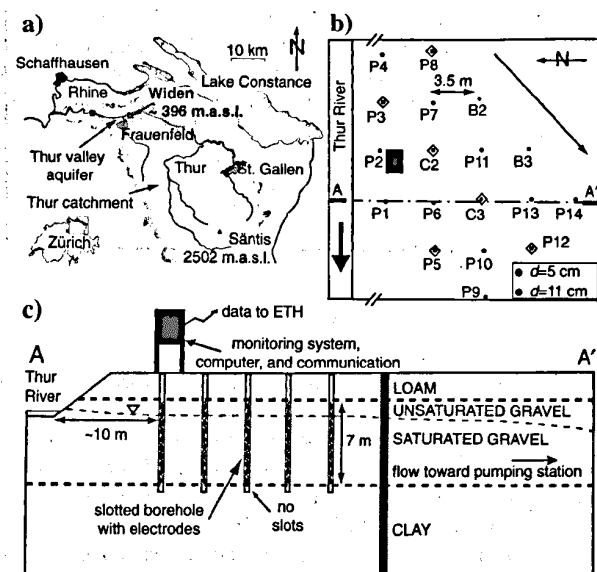 a)
10 km
N
Schaffhausen
Rhine
Widen
~ 396 m.a.s.l.
Lake Constance
Frauenfeld
Thur valley
aquifer
Thur
St. Gallen
Thur catchment
Säntis
2502 m.a.s.l.
Zürich
b)
Thur River
N
P4
P8
3.5 m
P3
P7
B2
P2
C2
P11
B3
A
A'
P1
P6
C3
P13
P14
P5
P10
P12
P9
d=5 cm
d=11 cm
c)
data to ETH
monitoring system,
computer, and communication
A
A'
Thur
River
~10 m
7 m
LOAM
UNSATURATED GRAVEL
SATURATED GRAVEL
flow toward pumping station
slotted borehole
with electrodes
no
slots
CLAY